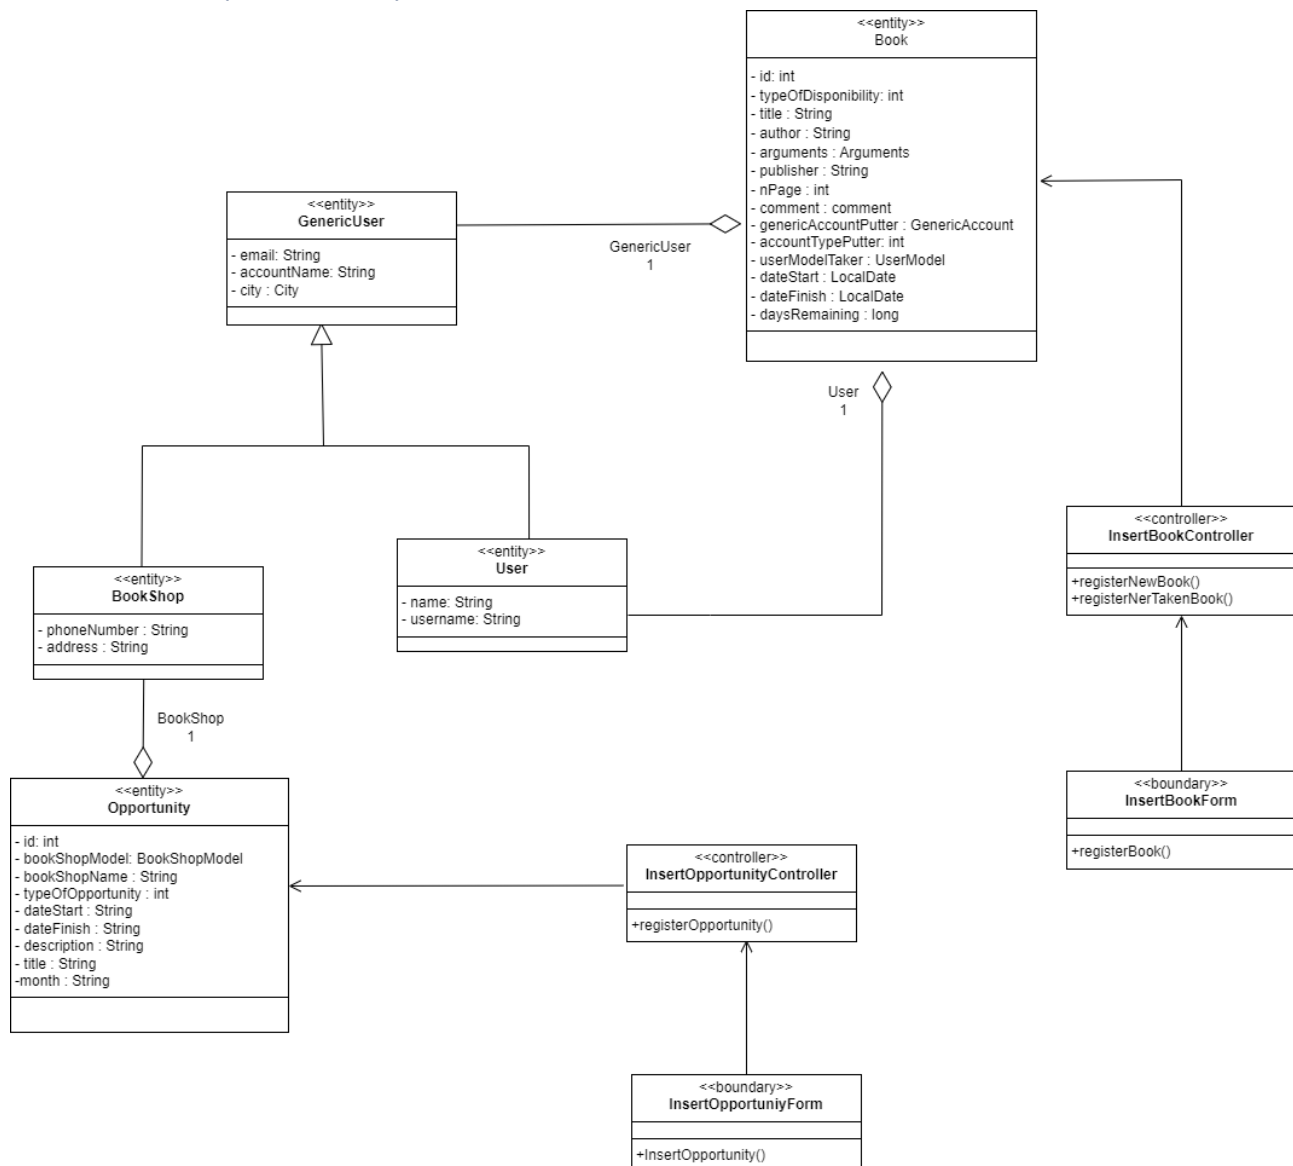 <<entity>>
Book
- id: int
- typeOfDisponibility: int
- title : String
- author : String
- arguments : Arguments
- publisher : String
- nPage : int
- comment : comment
- genericAccountPutter : GenericAccount
- accountTypePutter: int
- userModelTaker : UserModel
- dateStart : LocalDate
- dateFinish : LocalDate
- daysRemaining : long
<<entity>>
GenericUser
- email: String
- accountName: String
- city : City
GenericUser
1
User
1
<<entity>>
BookShop
- phoneNumber : String
- address : String
<<entity>>
User
- name: String
- username: String
<<controller>>
InsertBookController
+registerNewBook()
+registerNerTakenBook()
BookShop
1
<<entity>>
Opportunity
- id: int
- bookShopModel: BookShopModel
- bookShopName : String
- typeOfOpportunity : int
- dateStart : String
- dateFinish : String
- description : String
- title : String
-month : String
<<controller>>
InsertOpportunityController
+registerOpportunity()
<<boundary>>
InsertBookForm
+registerBook()
<<boundary>>
InsertOpportuniyForm
+InsertOpportunity()